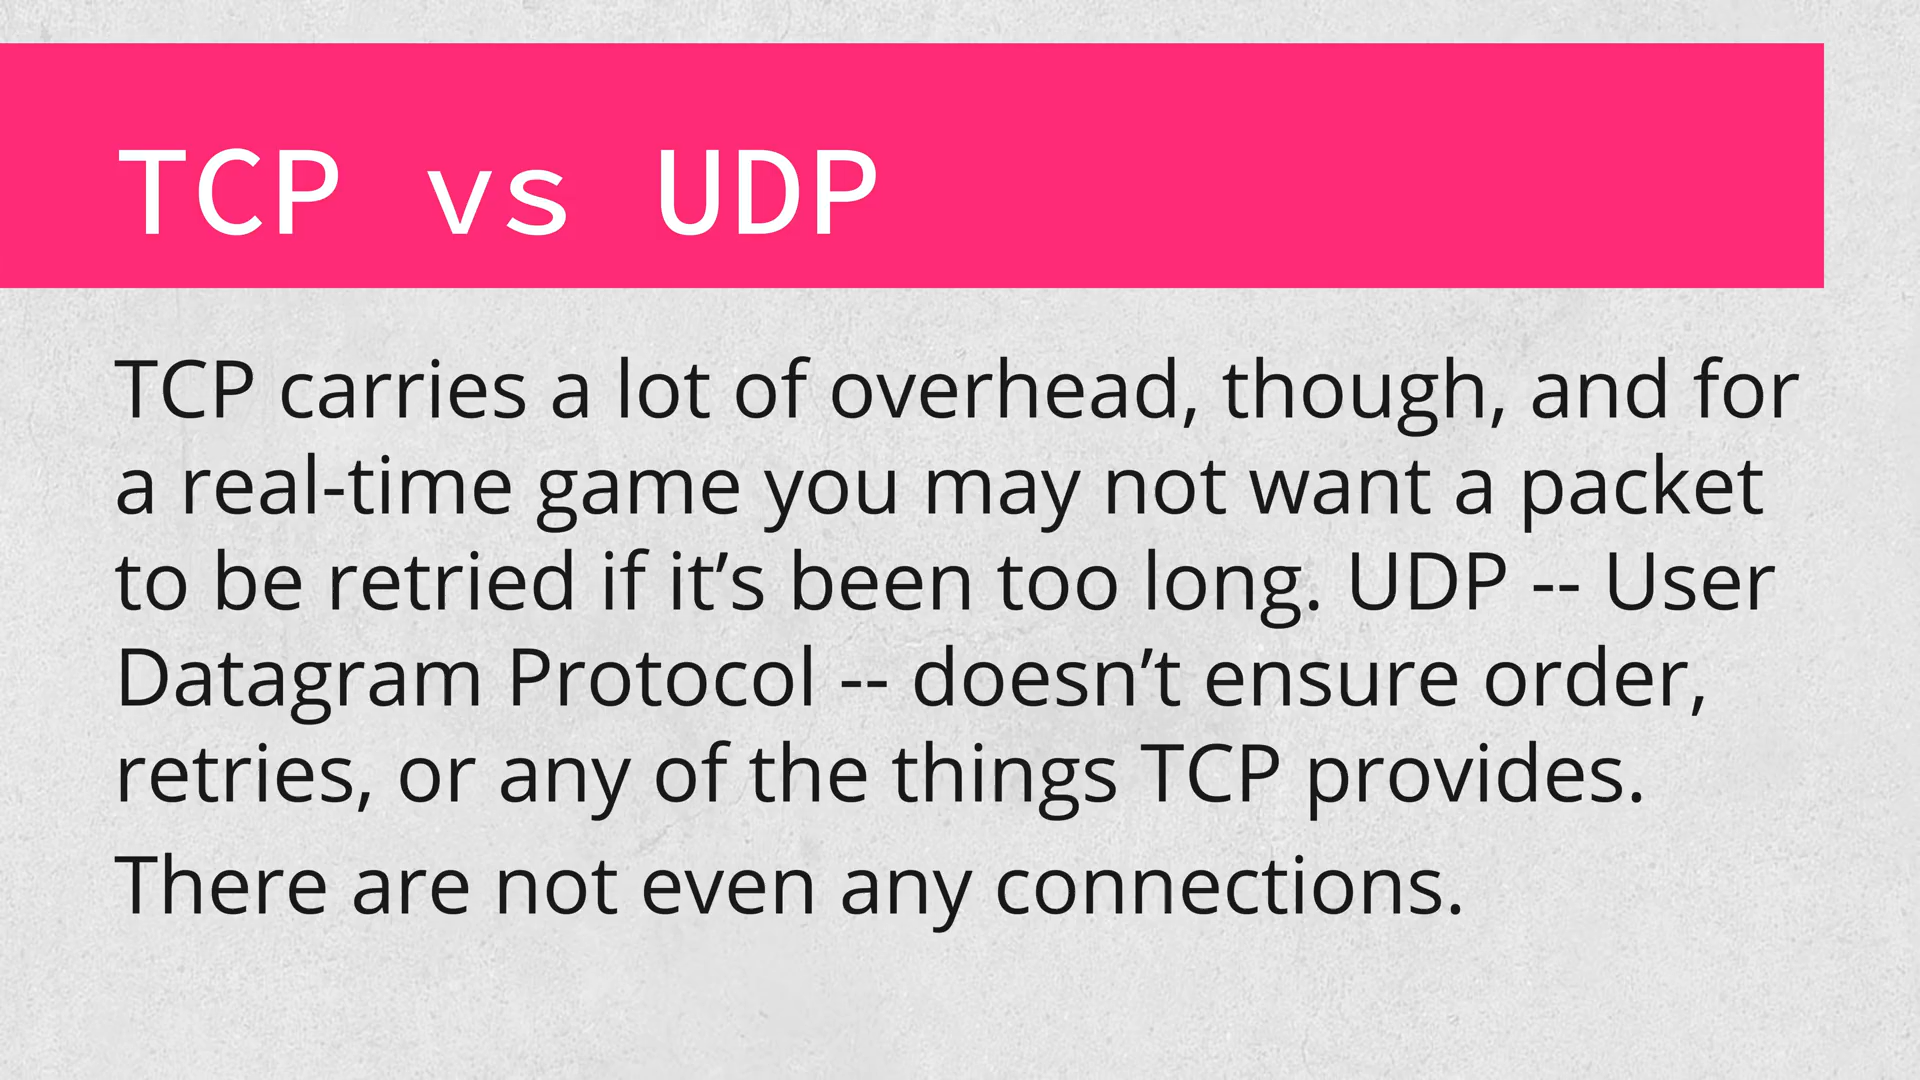 TCP vs UDP
TCP carries a lot of overhead, though, and for
a real-time game you may not want a packet
to be retried if it’s been too long. UDP -- User
Datagram Protocol -- doesn’t ensure order,
retries, or any of the things TCP provides.
There are not even any connections.